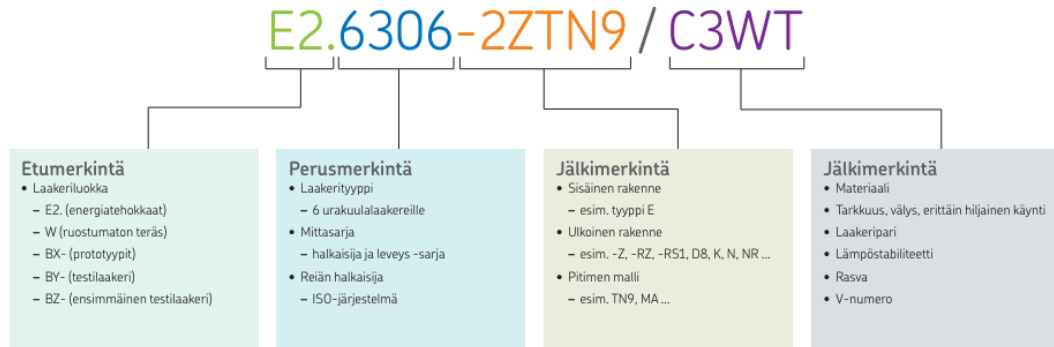 E2.6306-2ZTN9/C3WT
Etumerkintä
• Laakeriluokka
– E2. (energiatehokkaat)
– W (ruostumaton teräs)
– BX- (prototyypit)
– BY- (testilaakeri)
– BZ- (ensimmäinen testilaakeri)
Perusmerkintä
• Laakerityyppi
– 6 urakuulalaakereille
• Mittasarja
– halkaisija ja leveys -sarja
• Reiän halkaisija
– ISO-järjestelmä
Jälkimerkintä
• Sisäinen rakenne
– esim. tyyppi E
• Ulkoinen rakenne
– esim. -Z, -RZ, -RS1, D8, K, N, NR ...
• Pitimen malli
– esim. TN9, MA ...
Jälkimerkintä
• Materiaali
• Tarkkuus, välys, erittäin hiljainen käynti
• Laakeripari
• Lämpöstabiliteetti
• Rasva
• V-numero